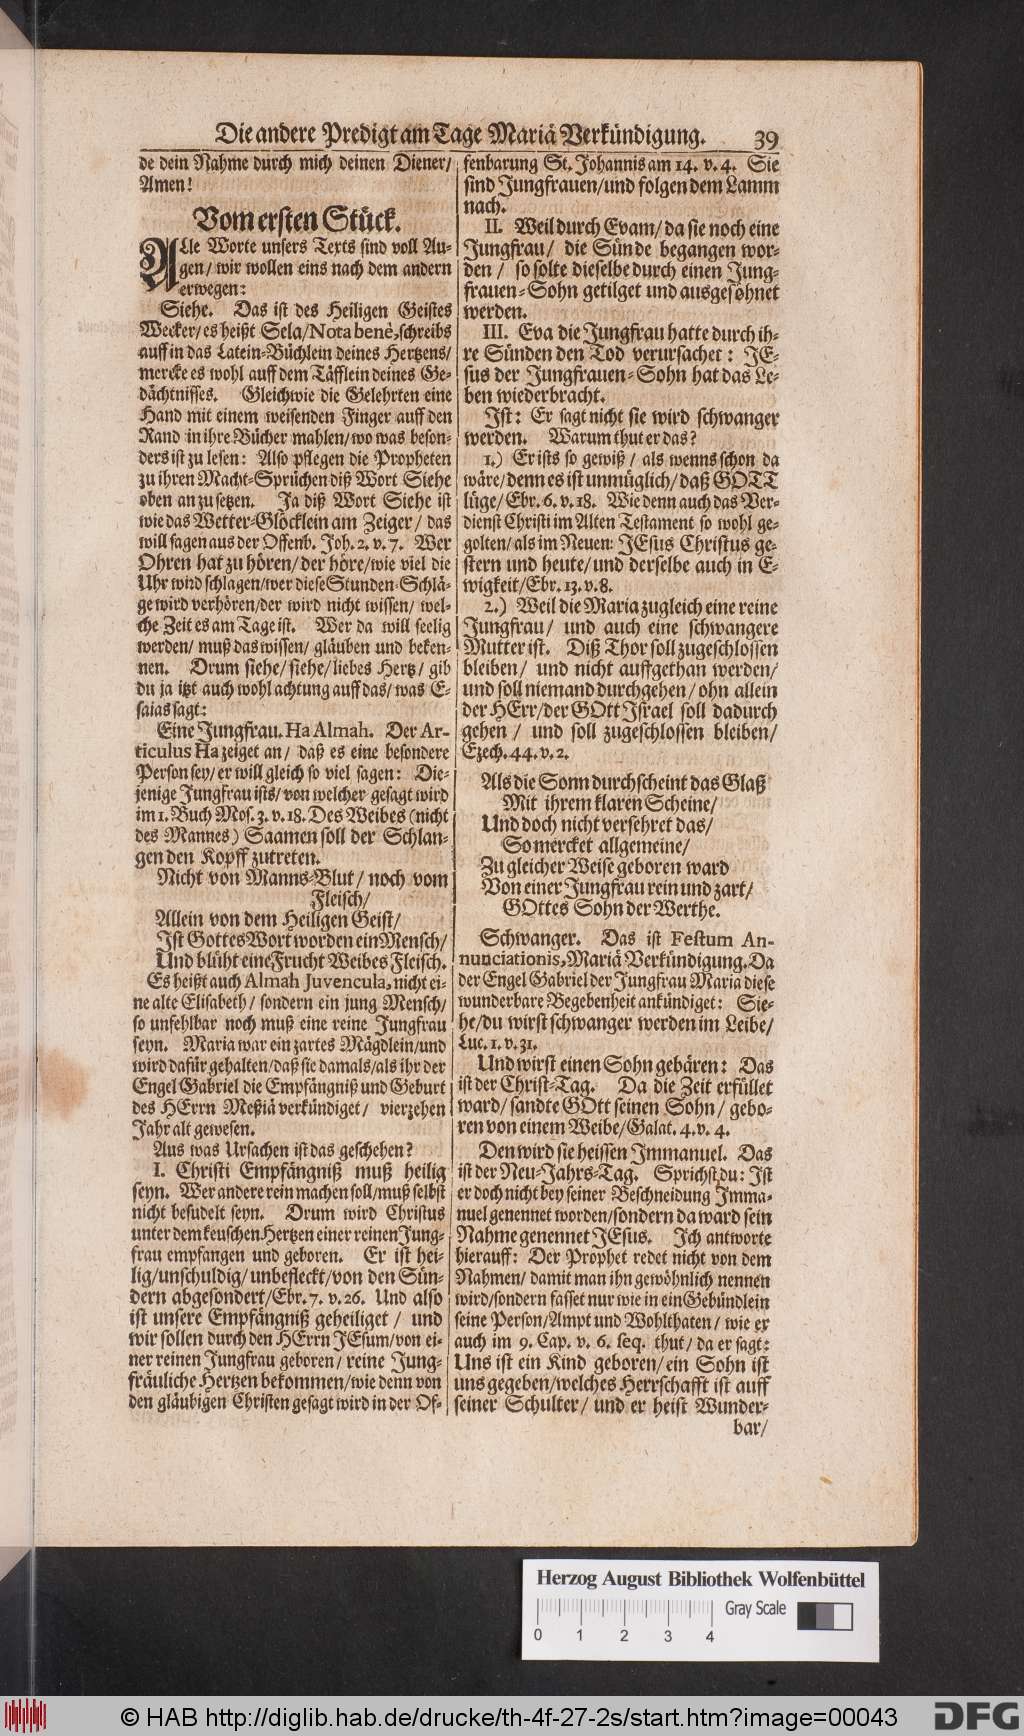 Die andere Predigt am Tage Mariä Verkündigung. 39
de dein Nahme durch mich deinen Diener/
Amen!
Vom ersten Stück.
ALle Worte unsers Texts sind voll Au-
gen/ wir wollen eins nach dem andern
erwegen:
Siehe. Das ist des Heiligen Geistes
Wecker/ es heißt Sela/ Nota benè, schreibs
auff in das Latein-Büchlein deines Hertzens/
mercke es wohl auff dem Täfflein deines Ge-
dächtnisses. Gleichwie die Gelehrten eine
Hand mit einem weisenden Finger auff den
Rand in ihre Bücher mahlen/ wo was beson-
ders ist zu lesen: Also pflegen die Propheten
zu ihren Macht-Sprüchen diß Wort Siehe
oben an zu setzen. Ja diß Wort Siehe ist
wie das Wetter-Glöcklein am Zeiger/ das
will sagen aus der Offenb. Joh. 2. v. 7. Wer
Ohren hat zu hören/ der höre/ wie viel die
Uhr wird schlagen/ wer diese Stunden-Schlä-
ge wird verhören/ der wird nicht wissen/ wel-
che Zeit es am Tage ist. Wer da will seelig
werden/ muß das wissen/ gläuben und beken-
nen. Drum siehe/ siehe/ liebes Hertz/ gib
du ja itzt auch wohl achtung auff das/ was E-
saias sagt:
Eine Jungfrau. Ha Almah. Der Ar-
ticulus Ha zeiget an/ daß es eine besondere
Person sey/ er will gleich so viel sagen: Die-
jenige Jungfrau ists/ von welcher gesagt wird
im 1. Buch Mos. 3. v. 18. Des Weibes (nicht
des Mannes) Saamen soll der Schlan-
gen den Kopff zutreten.
Nicht von Manns-Blut/ noch vom
Fleisch/
Allein von dem Heiligen Geist/
Ist Gottes Wort worden ein Mensch/
Und blüht eine Frucht Weibes Fleisch.
Es heißt auch Almah Juvencula, nicht ei-
ne alte Elisabeth/ sondern ein jung Mensch/
so unfehlbar noch muß eine reine Jungfrau
seyn. Maria war ein zartes Mägdlein/ und
wird dafür gehalten/ daß sie damals/ als ihr der
Engel Gabriel die Empfängniß und Geburt
des HErrn Meßiä verkündiget/ vierzehen
Jahr alt gewesen.
Aus was Ursachen ist das geschehen?
I. Christi Empfängniß muß heilig
seyn. Wer andere rein machen soll/ muß selbst
nicht besudelt seyn. Drum wird Christus
unter dem keuschen Hertzen einer reinen Jung-
frau empfangen und geboren. Er ist hei-
lig/ unschuldig/ unbefleckt/ von den Sün-
dern abgesondert/ Ebr. 7. v. 26. Und also
ist unsere Empfängniß geheiliget/ und
wir sollen durch den HErrn JEsum/ von ei-
ner reinen Jungfrau geboren/ reine Jung-
fräuliche Hertzen bekommen/ wie denn von
den gläubigen Christen gesagt wird in der Of-
fenbarung St. Johannis am 14. v. 4. Sie
sind Jungfrauen/ und folgen dem Lamm
nach.
II. Weil durch Evam/ da sie noch eine
Jungfrau/ die Sünde begangen wor-
den/ so solte dieselbe durch einen Jung-
frauen-Sohn getilget und ausgesöhnet
werden.
III. Eva die Jungfrau hatte durch ih-
re Sünden den Tod verursachet: JE-
sus der Jungfrauen-Sohn hat das Le-
ben wiederbracht.
Ist: Er sagt nicht sie wird schwanger
werden. Warum thut er das?
1.) Er ists so gewiß/ als wenns schon da
wäre/ denn es ist unmüglich/ daß GOTT
lüge/ Ebr. 6. v. 18. Wie denn auch das Ver-
dienst Christi im Alten Testament so wohl ge-
golten/ als im Neuen: JEsus Christus ge-
stern und heute/ und derselbe auch in E-
wigkeit/ Ebr. 13. v. 8.
2.) Weil die Maria zugleich eine reine
Jungfrau/ und auch eine schwangere
Mutter ist. Diß Thor soll zugeschlossen
bleiben/ und nicht auffgethan werden/
und soll niemand durchgehen/ ohn allein
der HErr/ der GOtt Israel soll dadurch
gehen/ und soll zugeschlossen bleiben/
Ezech. 44. v. 2.
Als die Sonn durchscheint das Glaß
Mit ihrem klaren Scheine/
Und doch nicht versehret das/
So mercket allgemeine/
Zu gleicher Weise geboren ward
Von einer Jungfrau rein und zart/
GOttes Sohn der Werthe.
Schwanger. Das ist Festum An-
nunciationis, Mariä Verkündigung. Da
der Engel Gabriel der Jungfrau Maria diese
wunderbare Begebenheit ankündiget: Sie-
he/ du wirst schwanger werden im Leibe/
Luc. 1. v. 31.
Und wirst einen Sohn gebären: Das
ist der Christ-Tag. Da die Zeit erfüllet
ward/ sandte GOtt seinen Sohn/ gebo-
ren von einem Weibe/ Galat. 4. v. 4.
Den wird sie heissen Immanuel. Das
ist der Neu-Jahrs-Tag. Sprichst du: Ist
er doch nicht bey seiner Beschneidung Imma-
nuel genennet worden/ sondern da ward sein
Nahme genennet JEsus. Ich antworte
hierauff: Der Prophet redet nicht von dem
Nahmen/ damit man ihn gewöhnlich nennen
wird/ sondern fasset nur wie in ein Gebündlein
seine Person/ Ampt und Wohlthaten/ wie er
auch im 9. Cap. v. 6. seq. thut/ da er sagt:
Uns ist ein Kind geboren/ ein Sohn ist
uns gegeben/ welches Herrschafft ist auff
seiner Schulter/ und er heist Wunder-
bar/
Herzog August Bibliothek Wolfenbüttel
Gray Scale
0 1 2 3 4
© HAB http://diglib.hab.de/drucke/th-4f-27-2s/start.htm?image=00043
DFG